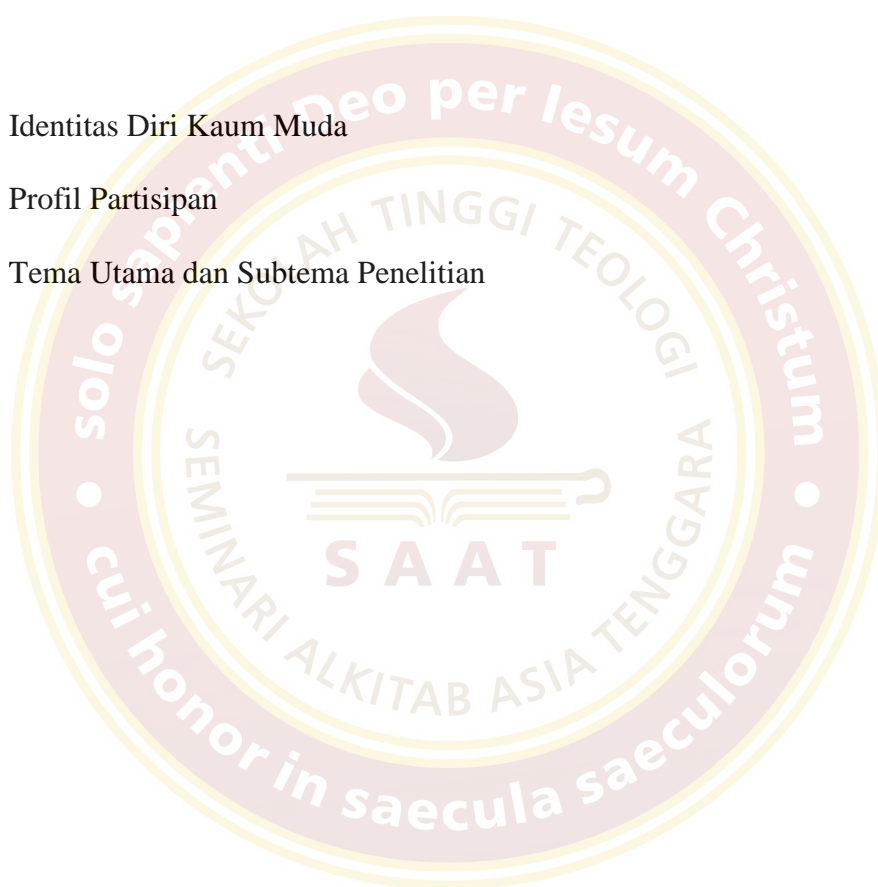 Identitas Diri Kaum Muda
Profil Partisipan
Tema Utama dan Subtema Penelitian
solo sapienti Deo per Iesum Christum
cui honor in saecula saeculorum
SEKOLAH TINGGI TEOLOGI
SEMINARI ALKITAB ASIA TENGGARA
SAAT